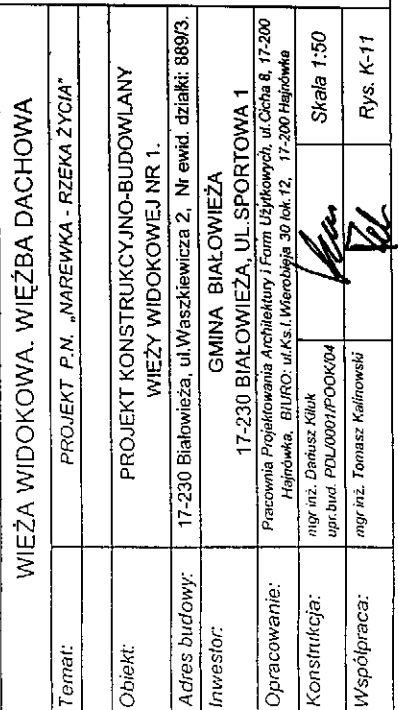 WIEŻA WIDOKOWA. WIĘŹBA DACHOWA
Temat: PROJEKT P.N. „NAREWKA - RZEKA ŻYCIA"
Obiekt: PROJEKT KONSTRUKCYJNO-BUDOWLANY
WIEŻY WIDOKOWEJ NR 1.
Adres budowy: 17-230 Białowieża, ul.Waszkiewicza 2, Nr ewid. działki: 889/3.
Inwestor: GMINA BIAŁOWIEŻA
17-230 BIAŁOWIEŻA, UL.SPORTOWA 1
Opracowanie: Pracownia Projektowania Architektury i Form Użytkowych, ul.Cicha 8, 17-200
Hajnówka, BIURO: ul.Ks.I.Wierobieja 30 lok.12, 17-200 Hajnówka
Konstrukcja: mgr inż. Dariusz Kiluk
upr.bud. PDL/0001/POOK/04
Skala 1:50
Współpraca: mgr inż. Tomasz Kalinowski
Rys. K-11